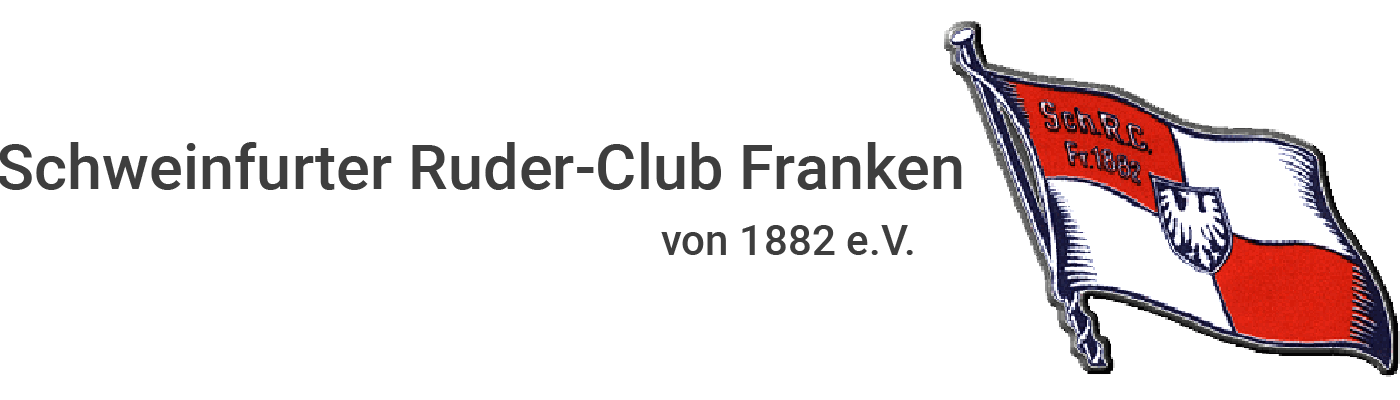 Schweinfurter Ruder-Club Franken
von 1882 e.V.
Sch.R.C.
Fr.1882